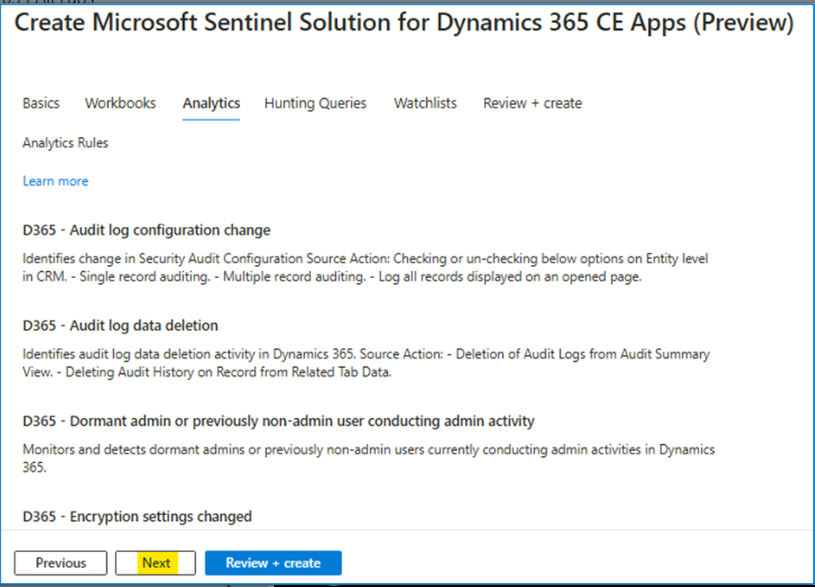 Create Microsoft Sentinel Solution for Dynamics 365 CE Apps (Preview)
Basics Workbooks Analytics Hunting Queries Watchlists Review + create
Analytics Rules
Learn more
D365 - Audit log configuration change
Identifies change in Security Audit Configuration Source Action: Checking or un-checking below options on Entity level
in CRM. - Single record auditing. - Multiple record auditing. - Log all records displayed on an opened page.
D365 - Audit log data deletion
Identifies audit log data deletion activity in Dynamics 365. Source Action: - Deletion of Audit Logs from Audit Summary
View. - Deleting Audit History on Record from Related Tab Data.
D365 - Dormant admin or previously non-admin user conducting admin activity
Monitors and detects dormant admins or previously non-admin users currently conducting admin activities in Dynamics
365.
D365 - Encryption settings changed
Previous Next Review + create